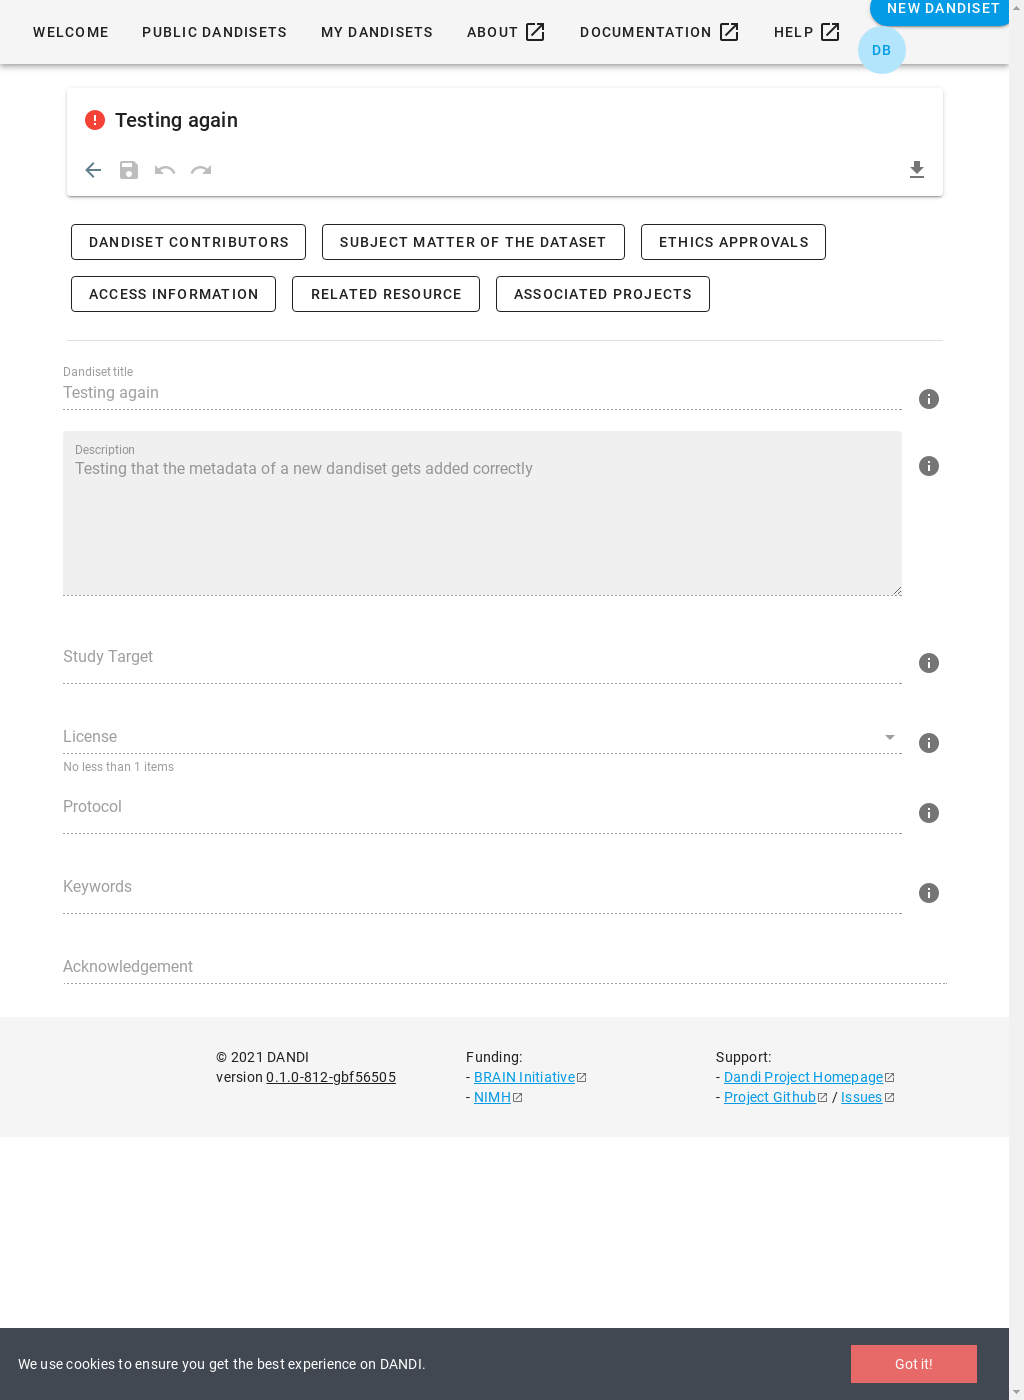 WELCOME PUBLIC DANDISETS MY DANDISETS ABOUT DOCUMENTATION HELP NEW DANDISET
DB
Testing again
DANDISET CONTRIBUTORS SUBJECT MATTER OF THE DATASET ETHICS APPROVALS
ACCESS INFORMATION RELATED RESOURCE ASSOCIATED PROJECTS
Dandiset title
Testing again
Description
Testing that the metadata of a new dandiset gets added correctly
Study Target
License
No less than 1 items
Protocol
Keywords
Acknowledgement
© 2021 DANDI
version 0.1.0-812-gbf56505
Funding:
- BRAIN Initiative
- NIMH
Support:
- Dandi Project Homepage
- Project Github / Issues
We use cookies to ensure you get the best experience on DANDI.
Got it!